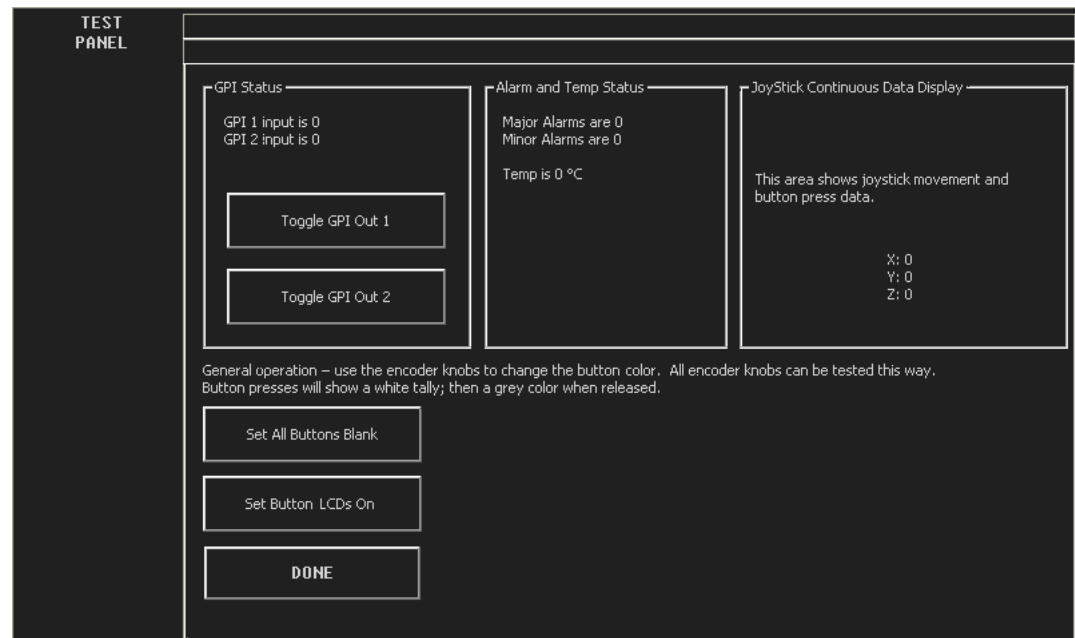 TEST
PANEL
GPI Status
GPI 1 input is 0
GPI 2 input is 0
Toggle GPI Out 1
Toggle GPI Out 2
Alarm and Temp Status
Major Alarms are 0
Minor Alarms are 0
Temp is 0 °C
JoyStick Continuous Data Display
This area shows joystick movement and
button press data.
X: 0
Y: 0
Z: 0
General operation – use the encoder knobs to change the button color. All encoder knobs can be tested this way.
Button presses will show a white tally; then a grey color when released.
Set All Buttons Blank
Set Button LCDs On
DONE